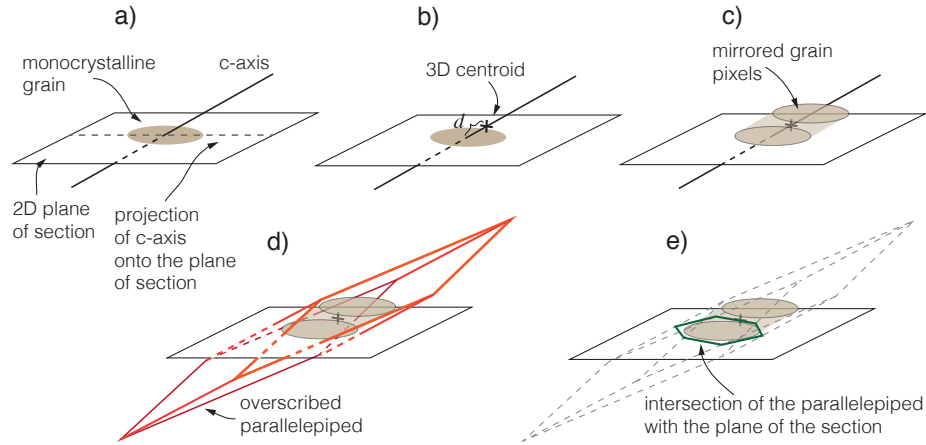 a)
monocrystalline
grain
c-axis
2D plane
of section
projection
of c-axis
onto the plane
of section
b)
3D centroid
d
c)
mirrored grain
pixels
d)
overscribed
parallelepiped
e)
intersection of the parallelepiped
with the plane of the section